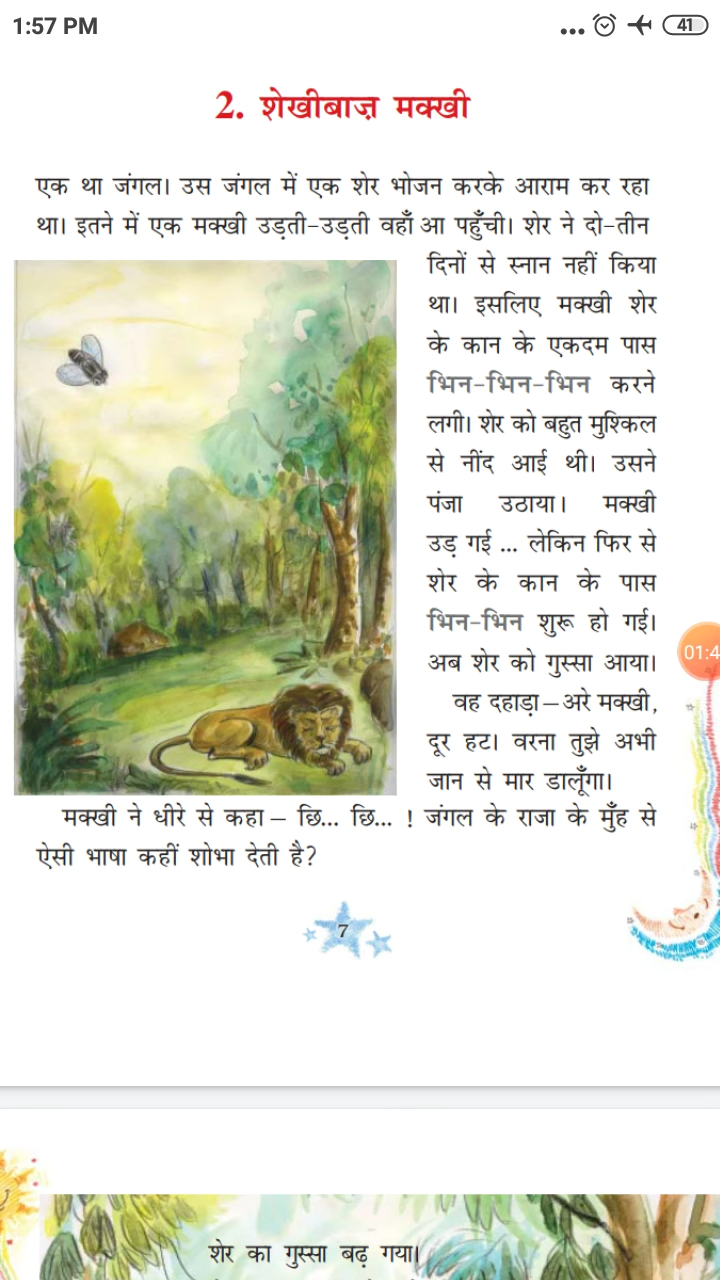 1:57 PM
41
2. शेखीबाज़ मक्खी
एक था जंगल। उस जंगल में एक शेर भोजन करके आराम कर रहा
था। इतने में एक मक्खी उड़ती-उड़ती वहाँ आ पहुँची। शेर ने दो-तीन
दिनों से स्नान नहीं किया
था। इसलिए मक्खी शेर
के कान के एकदम पास
भिन-भिन-भिन करने
लगी। शेर को बहुत मुश्किल
से नींद आई थी। उसने
पंजा उठाया। मक्खी
उड़ गई ... लेकिन फिर से
शेर के कान के पास
भिन-भिन शुरू हो गई।
01:4
अब शेर को गुस्सा आया।
वह दहाड़ा – अरे मक्खी,
दूर हट। वरना तुझे अभी
जान से मार डालूँगा।
मक्खी ने धीरे से कहा – छि... छि... ! जंगल के राजा के मुँह से
ऐसी भाषा कहीं शोभा देती है?
7
शेर का गुस्सा बढ़ गया।